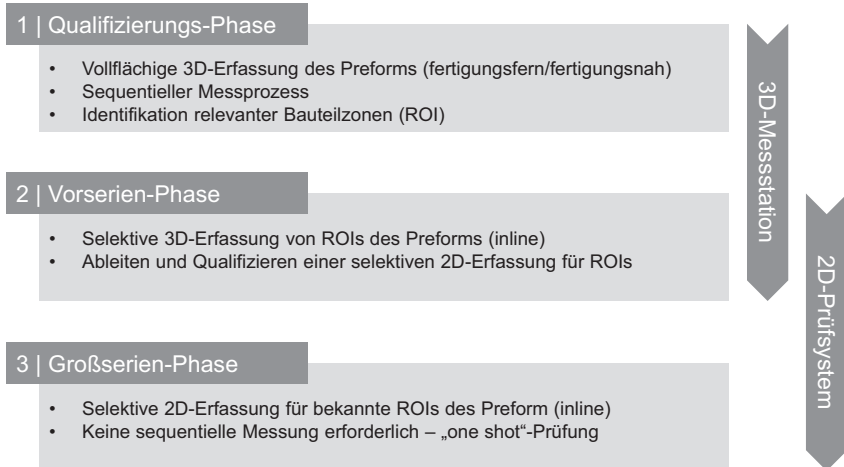 1 | Qualifizierungs-Phase
• Vollflächige 3D-Erfassung des Preforms (fertigungsfern/fertigungsnah)
• Sequentieller Messprozess
• Identifikation relevanter Bauteilzonen (ROI)
2 | Vorserien-Phase
• Selektive 3D-Erfassung von ROIs des Preforms (inline)
• Ableiten und Qualifizieren einer selektiven 2D-Erfassung für ROIs
3 | Großserien-Phase
• Selektive 2D-Erfassung für bekannte ROIs des Preform (inline)
• Keine sequentielle Messung erforderlich – „one shot“-Prüfung
3D-Messstation
2D-Prüfsystem